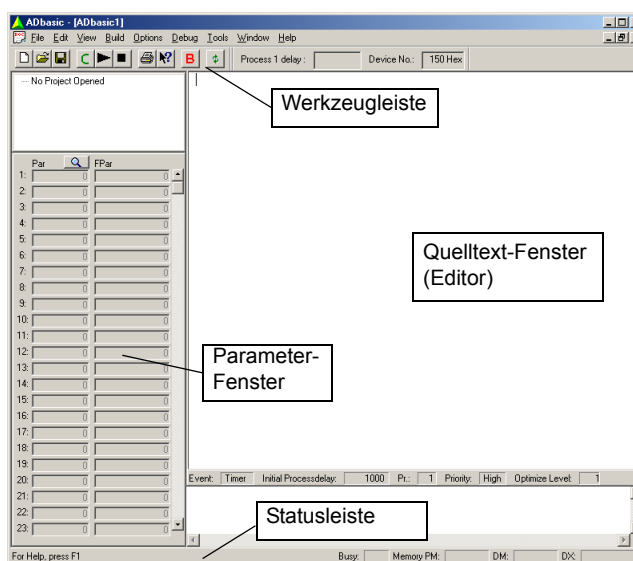 ADbasic - [ADbasic1]
File Edit View Build Options Debug Tools Window Help
C B Process 1 delay : Device No.: 150 Hex
No Project Opened
Werkzeugleiste
Par FPar
1: 0 0
2: 0 0
3: 0 0
4: 0 0
5: 0 0
6: 0 0
7: 0 0
8: 0 0
9: 0 0
10: 0 0
11: 0 0
12: 0 0
13: 0 0
14: 0 0
15: 0 0
16: 0 0
17: 0 0
18: 0 0
19: 0 0
20: 0 0
21: 0 0
22: 0 0
23: 0 0
Quelltext-Fenster
(Editor)
Parameter-
Fenster
Event: Timer Initial Processdelay: 1000 Pr.: 1 Priority: High Optimize Level: 1
Statusleiste
For Help, press F1 Busy: Memory PM: DM: DX: